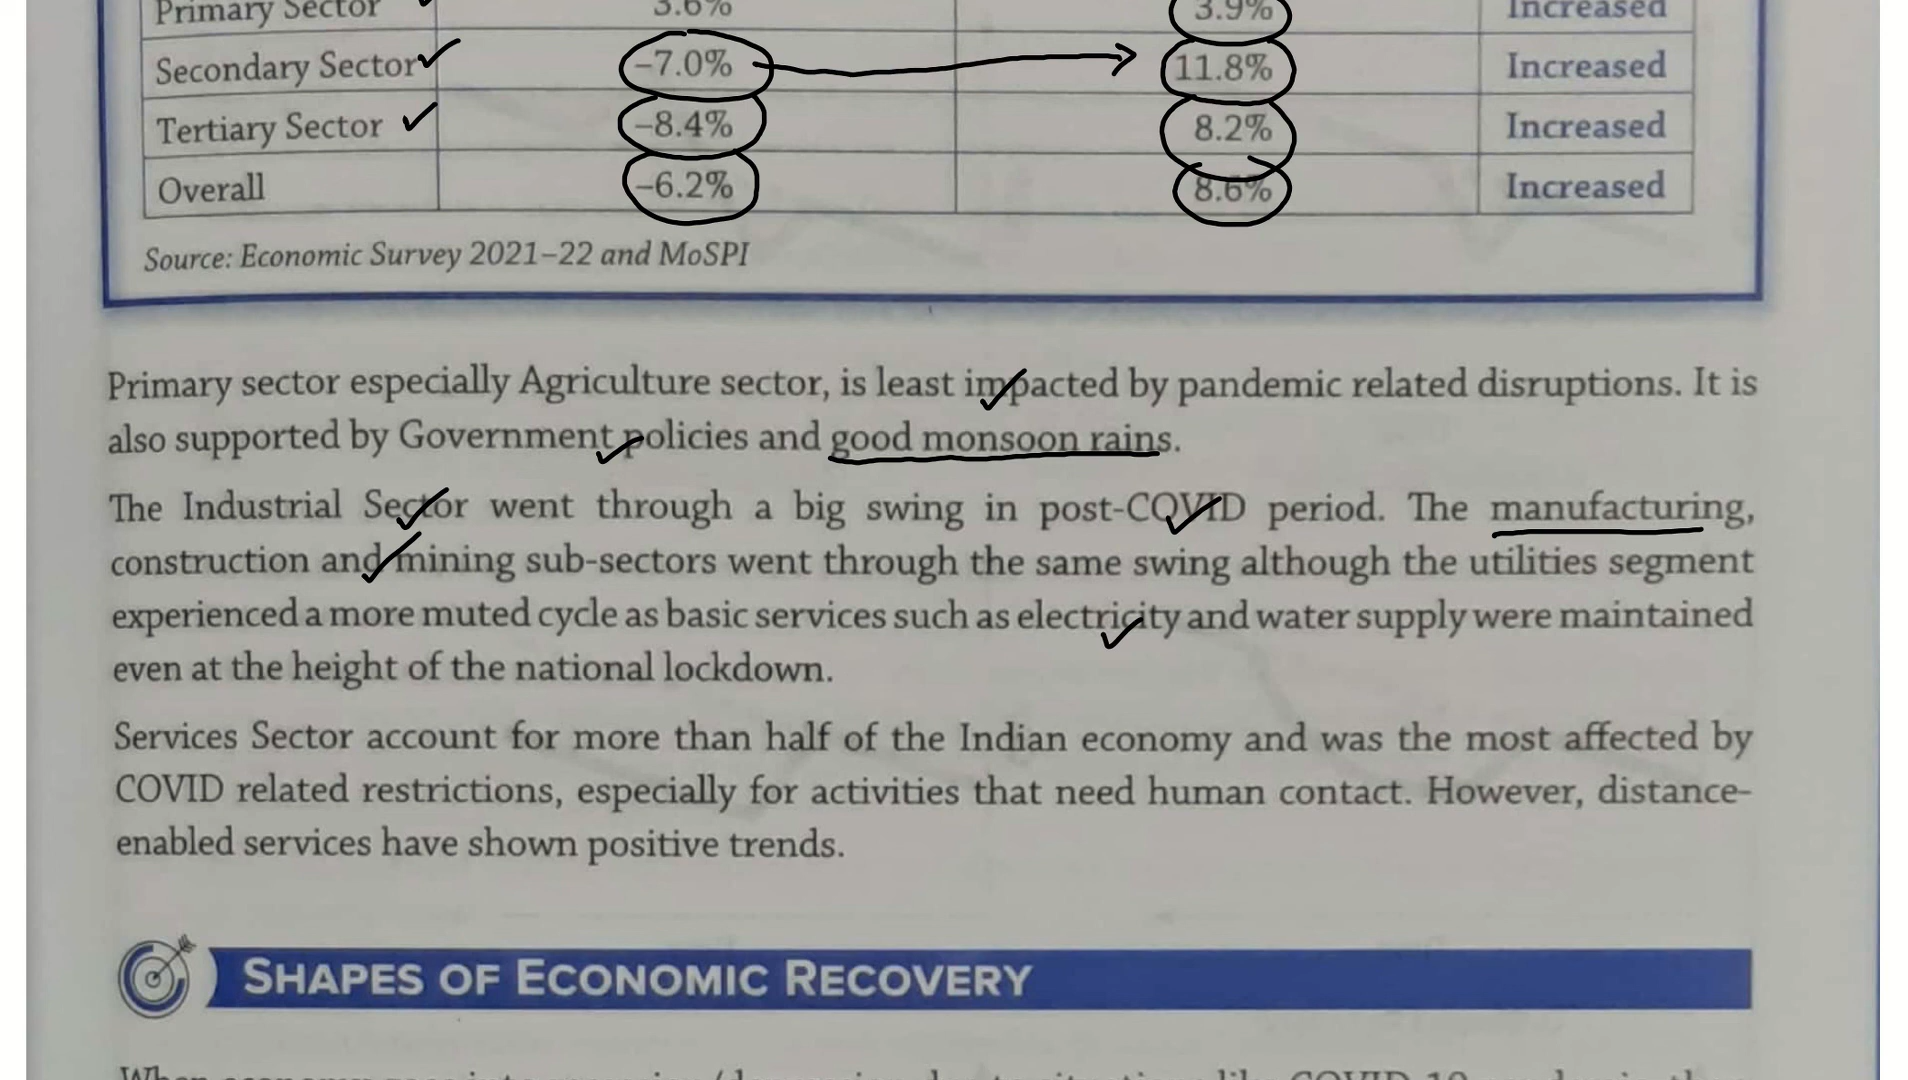 Primary Sector 3.6% 3.9% Increased
Secondary Sector –7.0% 11.8% Increased
Tertiary Sector –8.4% 8.2% Increased
Overall –6.2% 8.6% Increased
Source: Economic Survey 2021–22 and MoSPI
Primary sector especially Agriculture sector, is least impacted by pandemic related disruptions. It is
also supported by Government policies and good monsoon rains.
The Industrial Sector went through a big swing in post-COVID period. The manufacturing,
construction and mining sub-sectors went through the same swing although the utilities segment
experienced a more muted cycle as basic services such as electricity and water supply were maintained
even at the height of the national lockdown.
Services Sector account for more than half of the Indian economy and was the most affected by
COVID related restrictions, especially for activities that need human contact. However, distance-
enabled services have shown positive trends.
SHAPES OF ECONOMIC RECOVERY